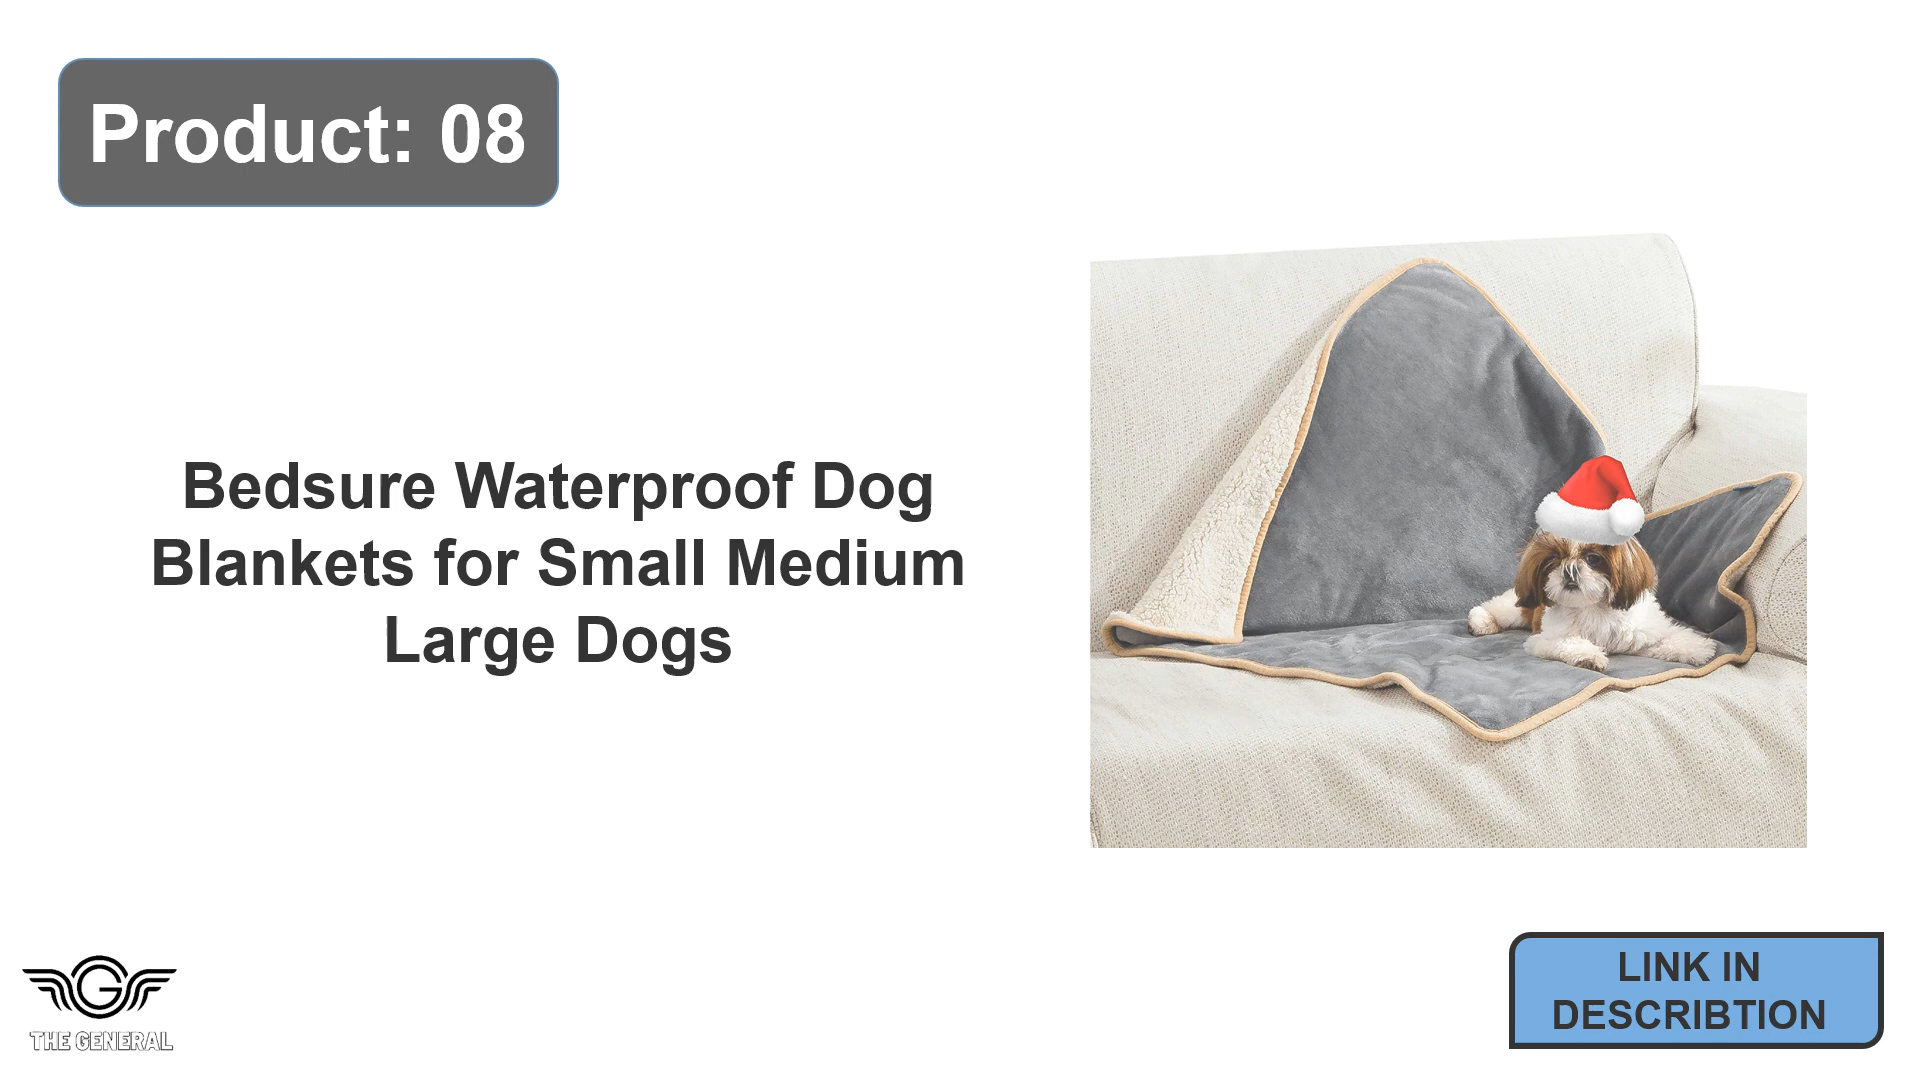 Product: 08
Bedsure Waterproof Dog
Blankets for Small Medium
Large Dogs
THE GENERAL
LINK IN
DESCRIBTION